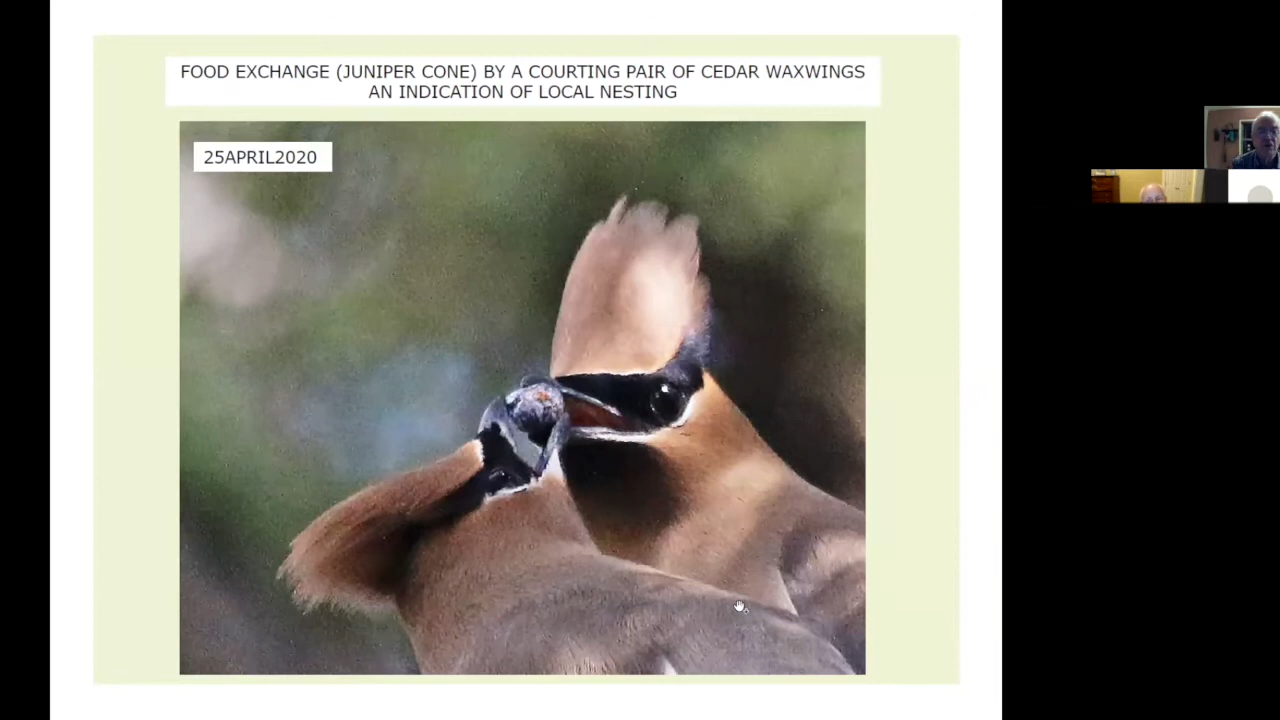 FOOD EXCHANGE (JUNIPER CONE) BY A COURTING PAIR OF CEDAR WAXWINGS
AN INDICATION OF LOCAL NESTING
25APRIL2020